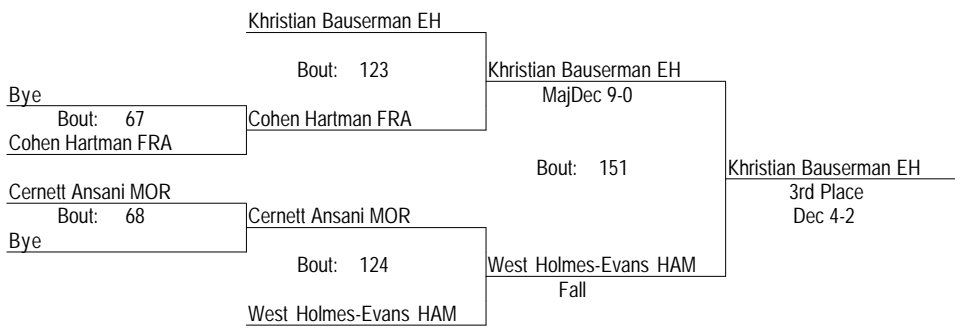 Khristian Bauserman EH
Bout: 123
Khristian Bauserman EH
MajDec 9-0
Bye
Bout: 67
Cohen Hartman FRA
Cohen Hartman FRA
Bout: 151
Khristian Bauserman EH
3rd Place
Dec 4-2
Cernett Ansani MOR
Bout: 68
Cernett Ansani MOR
Bye
Bout: 124
West Holmes-Evans HAM
Fall
West Holmes-Evans HAM